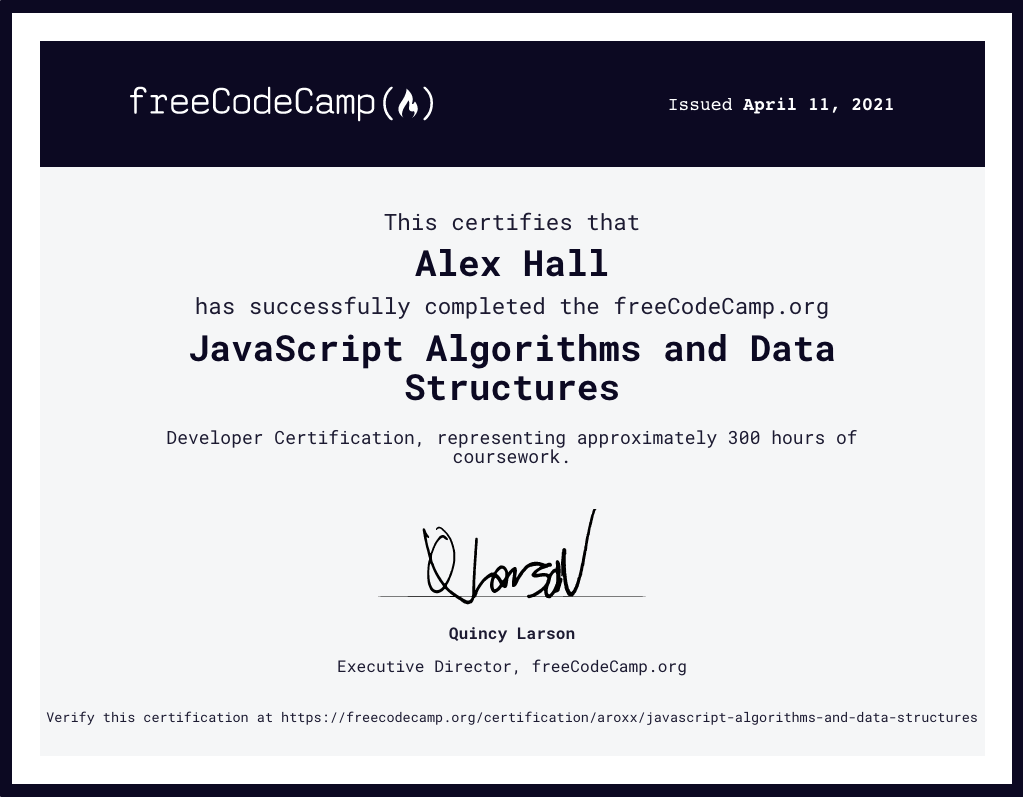 freeCodeCamp(🔥)
Issued April 11, 2021
This certifies that
Alex Hall
has successfully completed the freeCodeCamp.org
JavaScript Algorithms and Data
Structures
Developer Certification, representing approximately 300 hours of
coursework.
Q Larson
Quincy Larson
Executive Director, freeCodeCamp.org
Verify this certification at https://freecodecamp.org/certification/aroxx/javascript-algorithms-and-data-structures